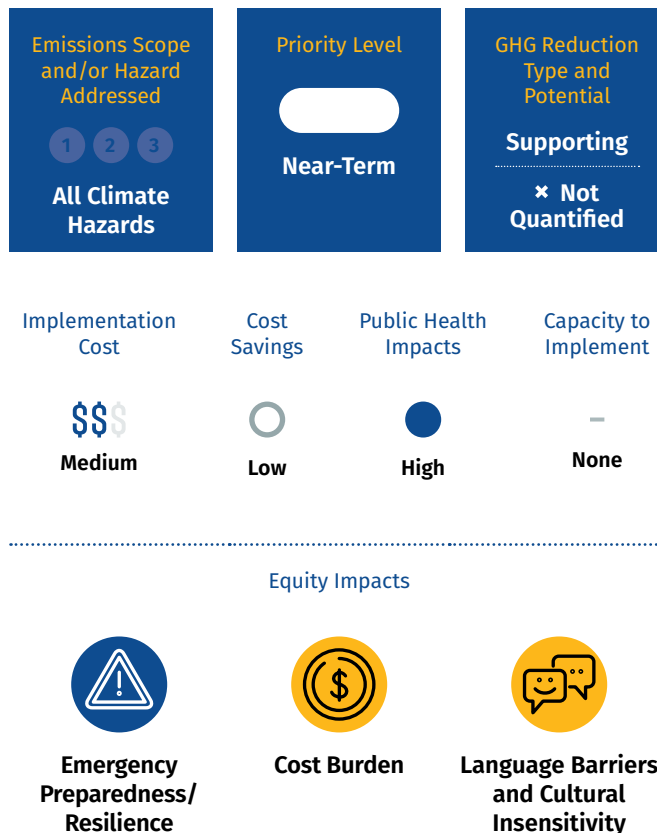 Emissions Scope
and/or Hazard
Addressed
1 2 3
All Climate
Hazards
Priority Level
Near-Term
GHG Reduction
Type and
Potential
Supporting
✖ Not
Quantified
Implementation
Cost
$$$
Medium
Cost
Savings
Low
Public Health
Impacts
High
Capacity to
Implement
–
None
Equity Impacts
!
Emergency
Preparedness/
Resilience
$
Cost Burden
Language Barriers
and Cultural
Insensitivity